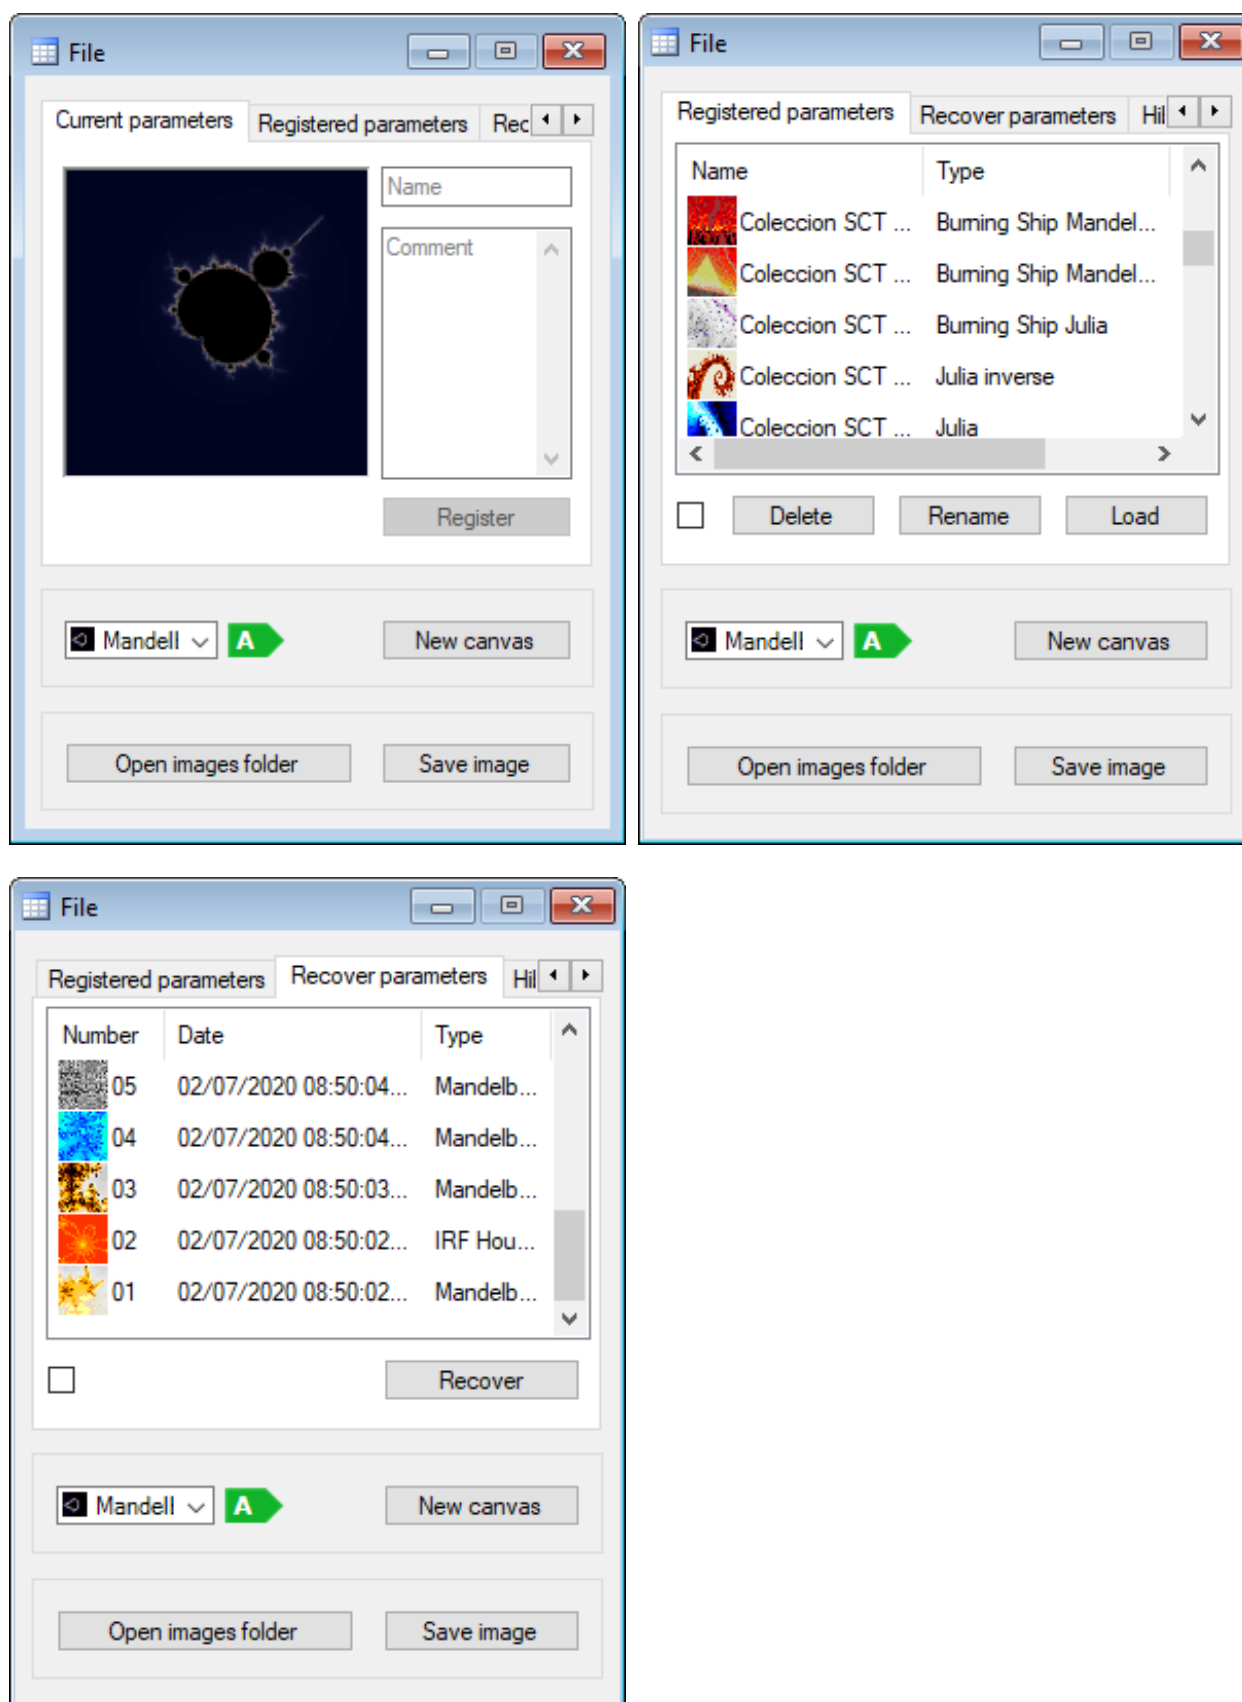 File
Current parameters Registered parameters Rec
Name
Comment
Register
Mandell A New canvas
Open images folder Save image
File
Registered parameters Recover parameters Hil
Name Type
Coleccion SCT ... Burning Ship Mandel...
Coleccion SCT ... Burning Ship Mandel...
Coleccion SCT ... Burning Ship Julia
Coleccion SCT ... Julia inverse
Coleccion SCT ... Julia
Delete Rename Load
Mandell A New canvas
Open images folder Save image
File
Registered parameters Recover parameters Hil
Number Date Type
05 02/07/2020 08:50:04... Mandelb...
04 02/07/2020 08:50:04... Mandelb...
03 02/07/2020 08:50:03... Mandelb...
02 02/07/2020 08:50:02... IRF Hou...
01 02/07/2020 08:50:02... Mandelb...
Recover
Mandell A New canvas
Open images folder Save image